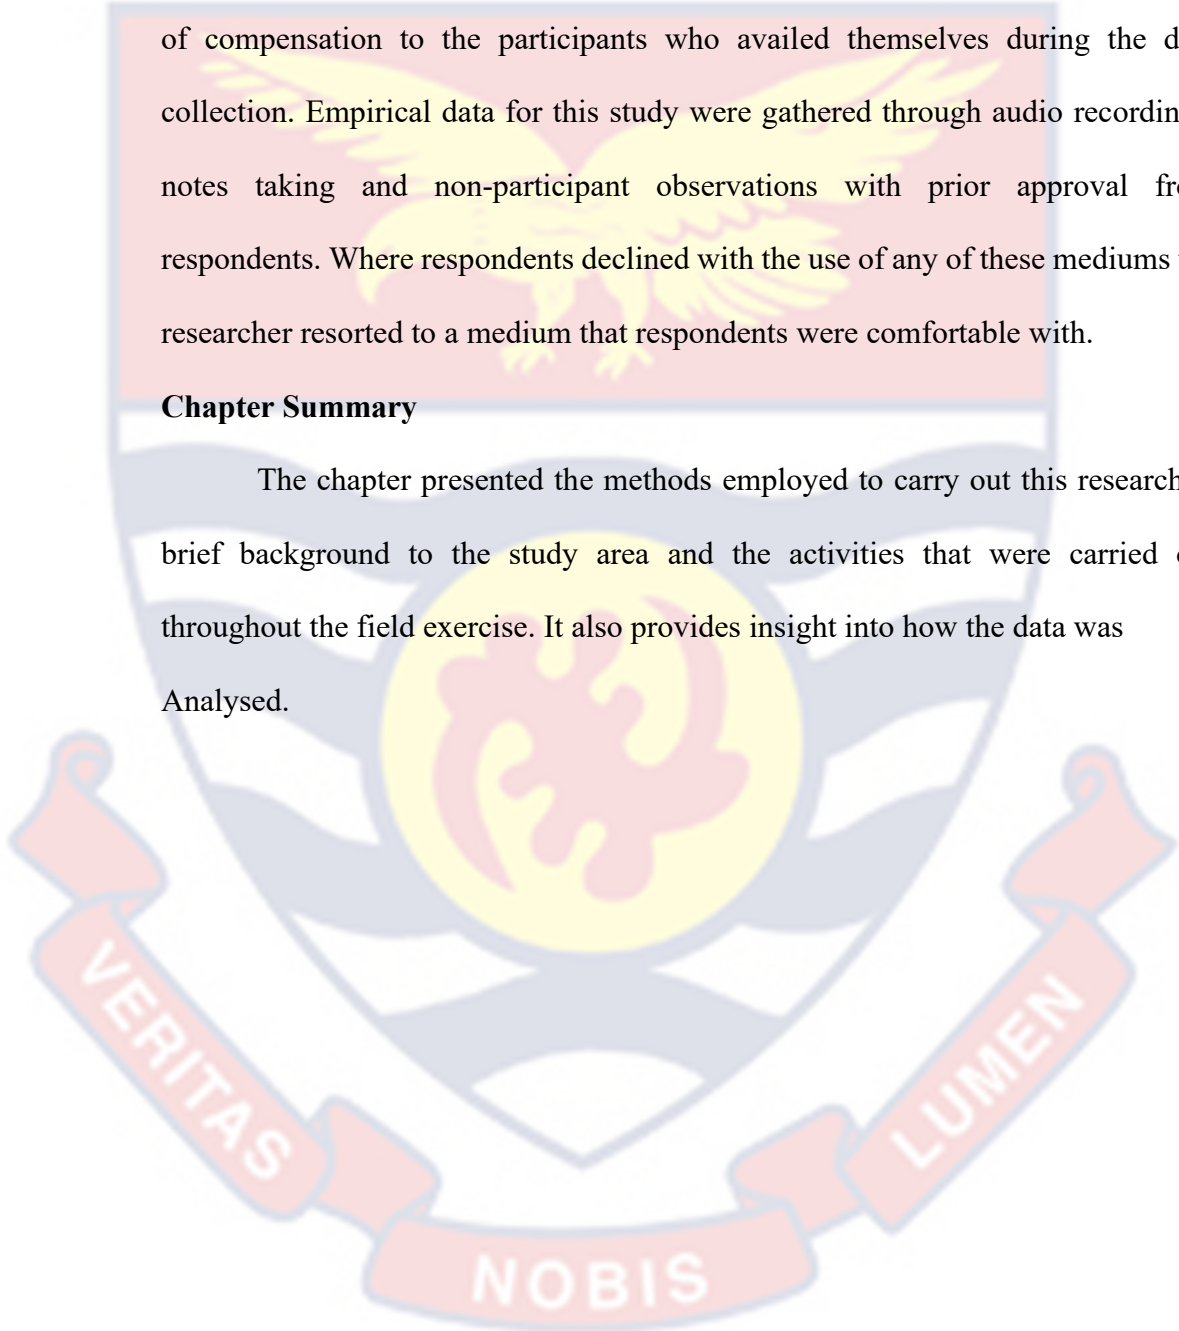 of compensation to the participants who availed themselves during the d
collection. Empirical data for this study were gathered through audio recordin
notes taking and non-participant observations with prior approval fr
respondents. Where respondents declined with the use of any of these mediums
researcher resorted to a medium that respondents were comfortable with.
Chapter Summary
The chapter presented the methods employed to carry out this research
brief background to the study area and the activities that were carried
throughout the field exercise. It also provides insight into how the data was
Analysed.
VERITAS
NOBIS
LUMEN